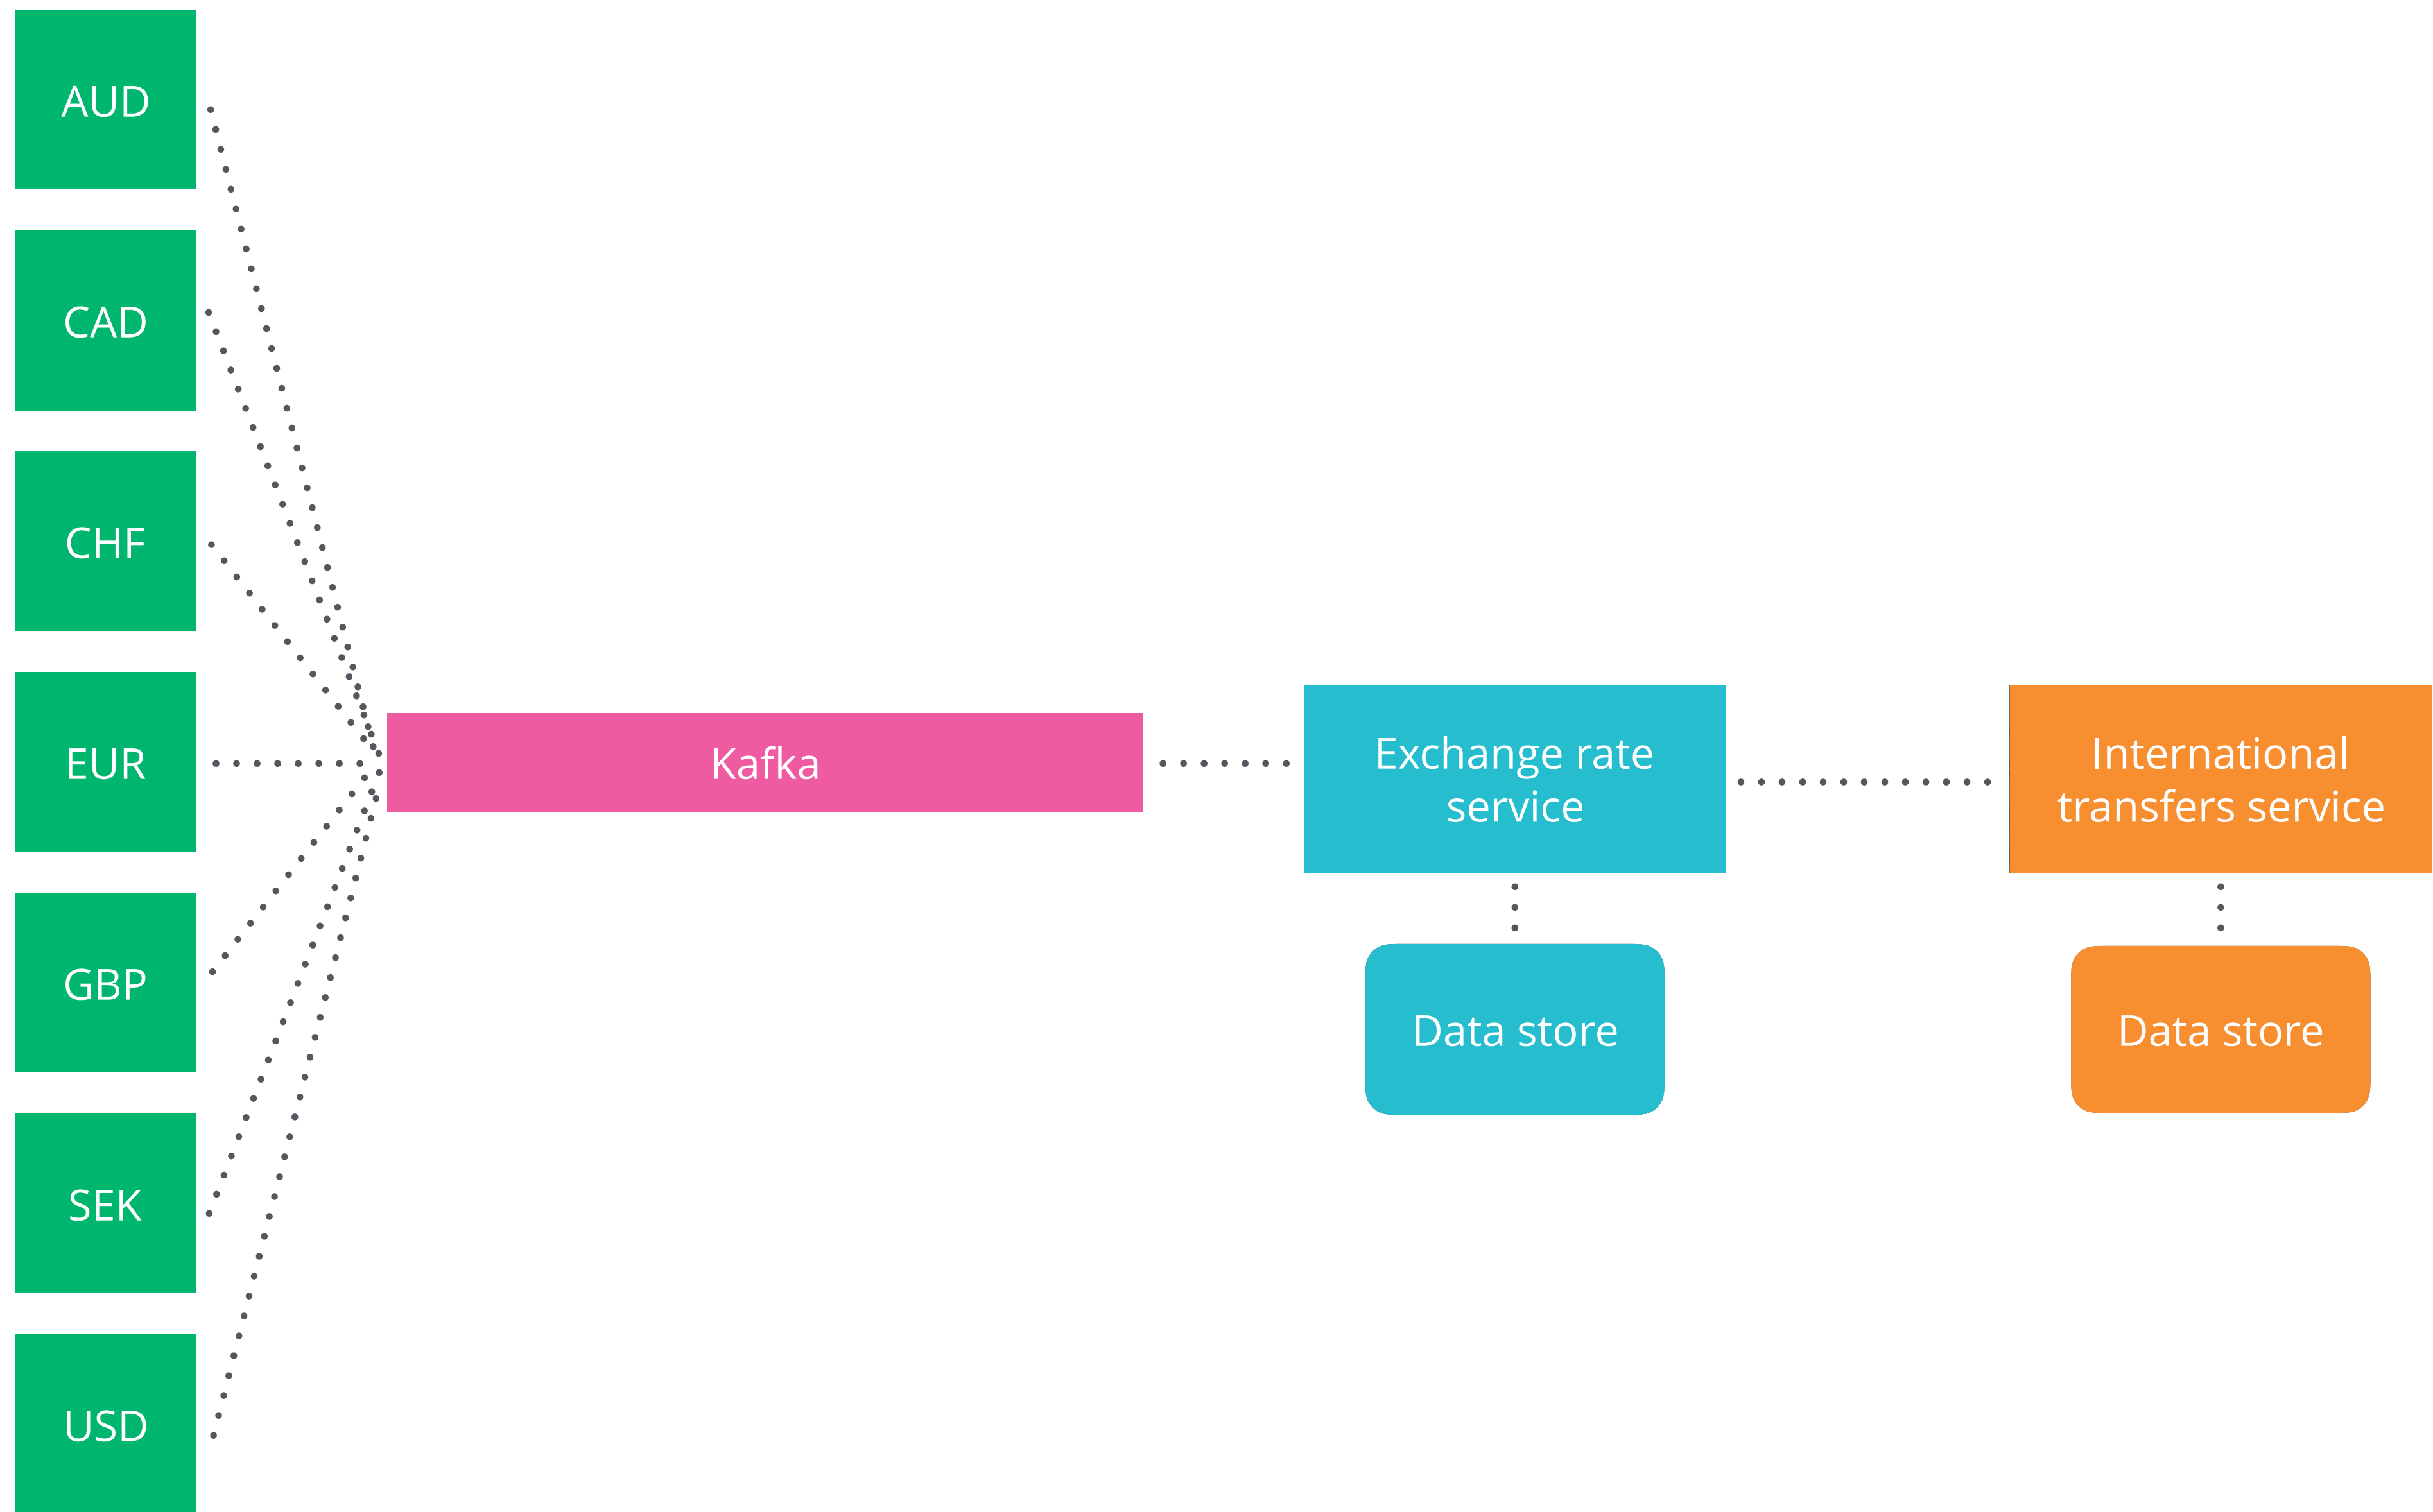 AUD
CAD
CHF
EUR
GBP
SEK
USD
Kafka
Exchange rate
service
Data store
International
transfers service
Data store